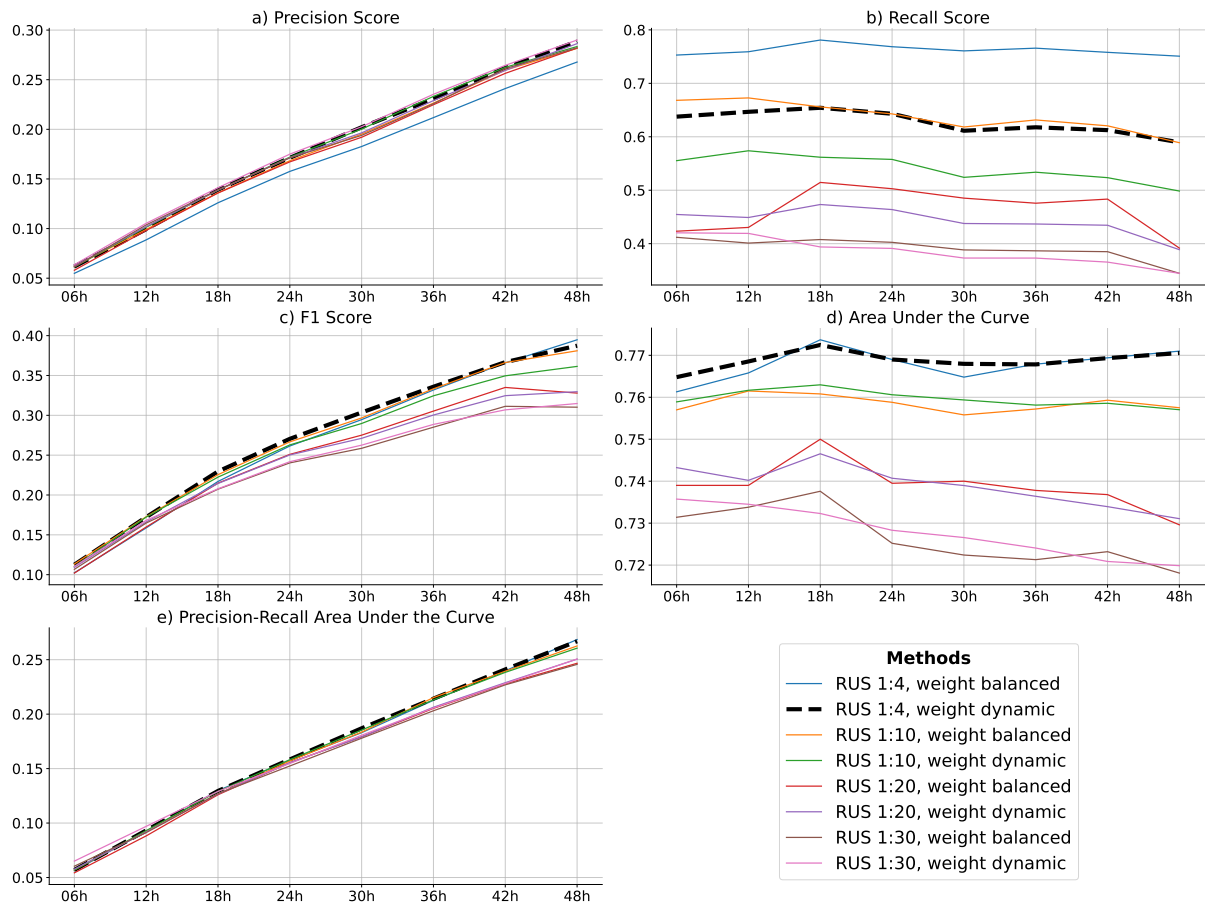 a) Precision Score
0.30
0.25
0.20
0.15
0.10
0.05
06h 12h 18h 24h 30h 36h 42h 48h
b) Recall Score
0.8
0.7
0.6
0.5
0.4
06h 12h 18h 24h 30h 36h 42h 48h
c) F1 Score
0.40
0.35
0.30
0.25
0.20
0.15
0.10
06h 12h 18h 24h 30h 36h 42h 48h
d) Area Under the Curve
0.77
0.76
0.75
0.74
0.73
0.72
06h 12h 18h 24h 30h 36h 42h 48h
e) Precision-Recall Area Under the Curve
0.25
0.20
0.15
0.10
0.05
06h 12h 18h 24h 30h 36h 42h 48h
Methods
RUS 1:4, weight balanced
RUS 1:4, weight dynamic
RUS 1:10, weight balanced
RUS 1:10, weight dynamic
RUS 1:20, weight balanced
RUS 1:20, weight dynamic
RUS 1:30, weight balanced
RUS 1:30, weight dynamic